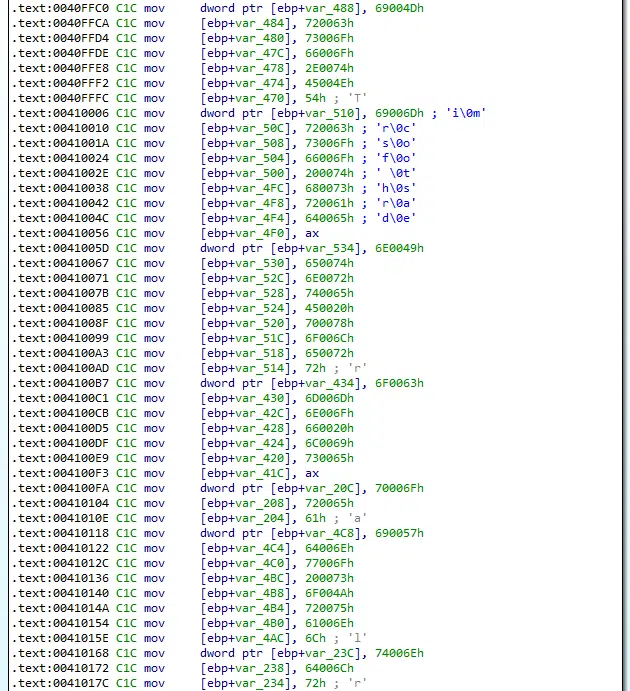 .text:0040FFC0 C1C mov dword ptr [ebp+var_488], 69004Dh
.text:0040FFCA C1C mov [ebp+var_484], 720063h
.text:0040FFD4 C1C mov [ebp+var_480], 73006Fh
.text:0040FFDE C1C mov [ebp+var_47C], 66006Fh
.text:0040FFE8 C1C mov [ebp+var_478], 2E0074h
.text:0040FFF2 C1C mov [ebp+var_474], 45004Eh
.text:0040FFFC C1C mov [ebp+var_470], 54h ; 'T'
.text:00410006 C1C mov dword ptr [ebp+var_510], 69006Dh ; 'i\0m'
.text:00410010 C1C mov [ebp+var_50C], 720063h ; 'r\0c'
.text:0041001A C1C mov [ebp+var_508], 73006Fh ; 's\0o'
.text:00410024 C1C mov [ebp+var_504], 66006Fh ; 'f\0o'
.text:0041002E C1C mov [ebp+var_500], 200074h ; ' \0t'
.text:00410038 C1C mov [ebp+var_4FC], 680073h ; 'h\0s'
.text:00410042 C1C mov [ebp+var_4F8], 720061h ; 'r\0a'
.text:0041004C C1C mov [ebp+var_4F4], 640065h ; 'd\0e'
.text:00410056 C1C mov [ebp+var_4F0], ax
.text:0041005D C1C mov dword ptr [ebp+var_534], 6E0049h
.text:00410067 C1C mov [ebp+var_530], 650074h
.text:00410071 C1C mov [ebp+var_52C], 6E0072h
.text:0041007B C1C mov [ebp+var_528], 740065h
.text:00410085 C1C mov [ebp+var_524], 450020h
.text:0041008F C1C mov [ebp+var_520], 700078h
.text:00410099 C1C mov [ebp+var_51C], 6F006Ch
.text:004100A3 C1C mov [ebp+var_518], 650072h
.text:004100AD C1C mov [ebp+var_514], 72h ; 'r'
.text:004100B7 C1C mov dword ptr [ebp+var_434], 6F0063h
.text:004100C1 C1C mov [ebp+var_430], 6D006Dh
.text:004100CB C1C mov [ebp+var_42C], 6E006Fh
.text:004100D5 C1C mov [ebp+var_428], 660020h
.text:004100DF C1C mov [ebp+var_424], 6C0069h
.text:004100E9 C1C mov [ebp+var_420], 730065h
.text:004100F3 C1C mov [ebp+var_41C], ax
.text:004100FA C1C mov dword ptr [ebp+var_20C], 70006Fh
.text:00410104 C1C mov [ebp+var_208], 720065h
.text:0041010E C1C mov [ebp+var_204], 61h ; 'a'
.text:00410118 C1C mov dword ptr [ebp+var_4C8], 690057h
.text:00410122 C1C mov [ebp+var_4C4], 64006Eh
.text:0041012C C1C mov [ebp+var_4C0], 77006Fh
.text:00410136 C1C mov [ebp+var_4BC], 200073h
.text:00410140 C1C mov [ebp+var_4B8], 6F004Ah
.text:0041014A C1C mov [ebp+var_4B4], 720075h
.text:00410154 C1C mov [ebp+var_4B0], 61006Eh
.text:0041015E C1C mov [ebp+var_4AC], 6Ch ; 'l'
.text:00410168 C1C mov dword ptr [ebp+var_23C], 74006Eh
.text:00410172 C1C mov [ebp+var_238], 64006Ch
.text:0041017C C1C mov [ebp+var_234], 72h ; 'r'